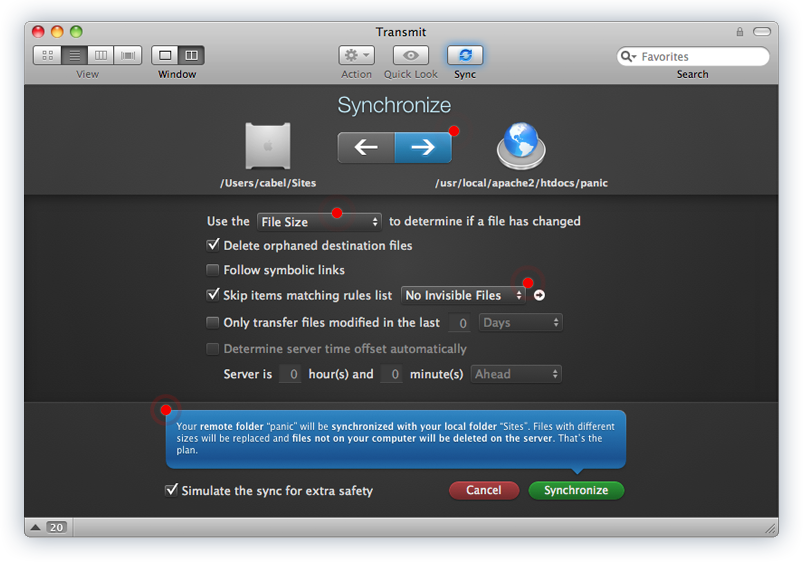 Transmit
View
Window
Action
Quick Look
Sync
Favorites
Search
Synchronize
/Users/cabel/Sites
/usr/local/apache2/htdocs/panic
Use the File Size to determine if a file has changed
Delete orphaned destination files
Follow symbolic links
Skip items matching rules list No Invisible Files
Only transfer files modified in the last 0 Days
Determine server time offset automatically
Server is 0 hour(s) and 0 minute(s) Ahead
Your remote folder “panic” will be synchronized with your local folder “Sites”. Files with different
sizes will be replaced and files not on your computer will be deleted on the server. That's the
plan.
Simulate the sync for extra safety
Cancel
Synchronize
20